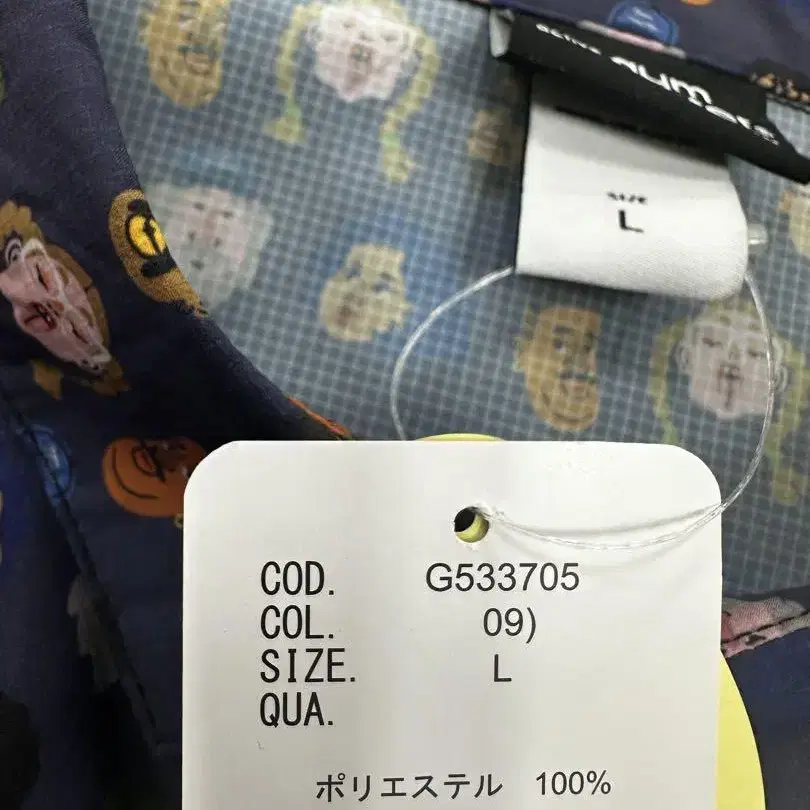 SIZE
L
COD. G533705
COL. 09)
SIZE. L
QUA.
ポリエステル 100%